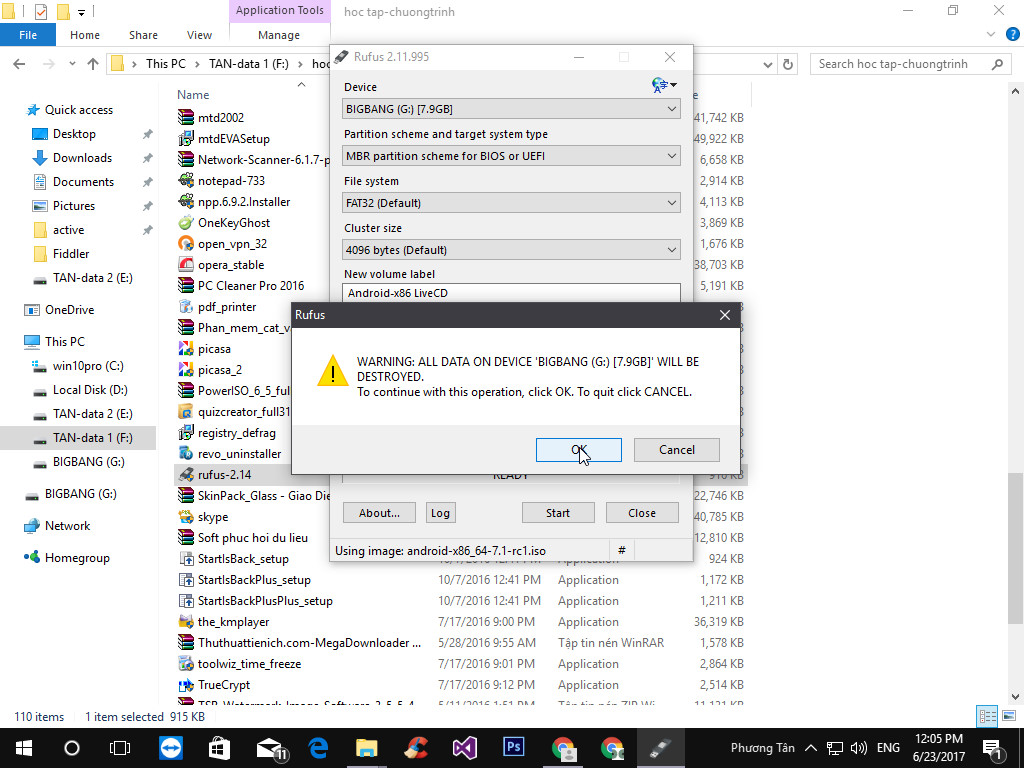 Application Tools
hoc tap-chuongtrinh
File
Home
Share
View
Manage
This PC
TAN-data 1 (F:)
Search hoc tap-chuongtrinh
Quick access
Desktop
Downloads
Documents
Pictures
active
Fiddler
TAN-data 2 (E:)
OneDrive
This PC
win10pro (C:)
Local Disk (D:)
TAN-data 2 (E:)
TAN-data 1 (F:)
BIGBANG (G:)
BIGBANG (G:)
Network
Homegroup
Name
mtd2002 41,742 KB
mtdEVASetup 49,922 KB
Network-Scanner-6.1.7-p 6,658 KB
notepad-733 2,914 KB
npp.6.9.2.Installer 4,113 KB
OneKeyGhost 3,869 KB
open_vpn_32 1,676 KB
opera_stable 38,703 KB
PC Cleaner Pro 2016 5,191 KB
pdf_printer
Phan_mem_cat_v
picasa
picasa_2
PowerISO_6_5_full
quizcreator_full31
registry_defrag
revo_uninstaller
rufus-2.14
SkinPack_Glass - Giao Die 22,746 KB
skype 40,785 KB
Soft phuc hoi du lieu 12,810 KB
StartIsBack_setup 924 KB
StartIsBackPlus_setup 10/7/2016 12:41 PM Application 1,172 KB
StartIsBackPlusPlus_setup 10/7/2016 12:41 PM Application 1,211 KB
the_kmplayer 7/17/2016 9:00 PM Application 36,319 KB
Thuthuattienich.com-MegaDownloader ... 5/28/2016 9:55 AM Tập tin nén WinRAR 1,578 KB
toolwiz_time_freeze 7/17/2016 9:01 PM Application 2,864 KB
TrueCrypt 7/17/2016 9:12 PM Application 2,514 KB
Rufus 2.11.995
Device
BIGBANG (G:) [7.9GB]
Partition scheme and target system type
MBR partition scheme for BIOS or UEFI
File system
FAT32 (Default)
Cluster size
4096 bytes (Default)
New volume label
Android-x86 LiveCD
Rufus
WARNING: ALL DATA ON DEVICE 'BIGBANG (G:) [7.9GB]' WILL BE
DESTROYED.
To continue with this operation, click OK. To quit click CANCEL.
OK
Cancel
READY
About...
Log
Start
Close
Using image: android-x86_64-7.1-rc1.iso
#
110 items
1 item selected 915 KB
11
Ps
Phương Tân
ENG
12:05 PM
6/23/2017
1